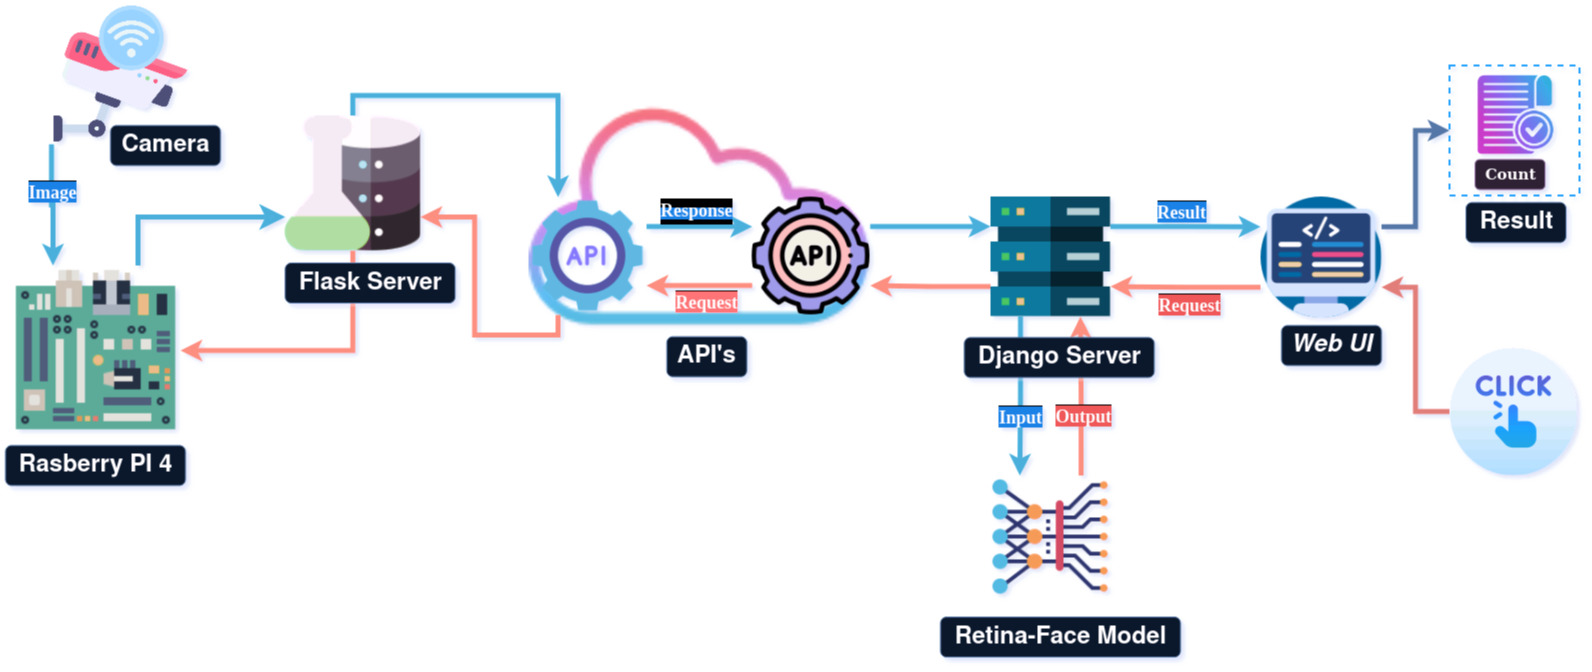 Camera
Image
Rasberry PI 4
Flask Server
API
API
Response
Request
API's
Django Server
Input
Output
Retina-Face Model
Result
Request
</>
Web UI
Count
Result
CLICK